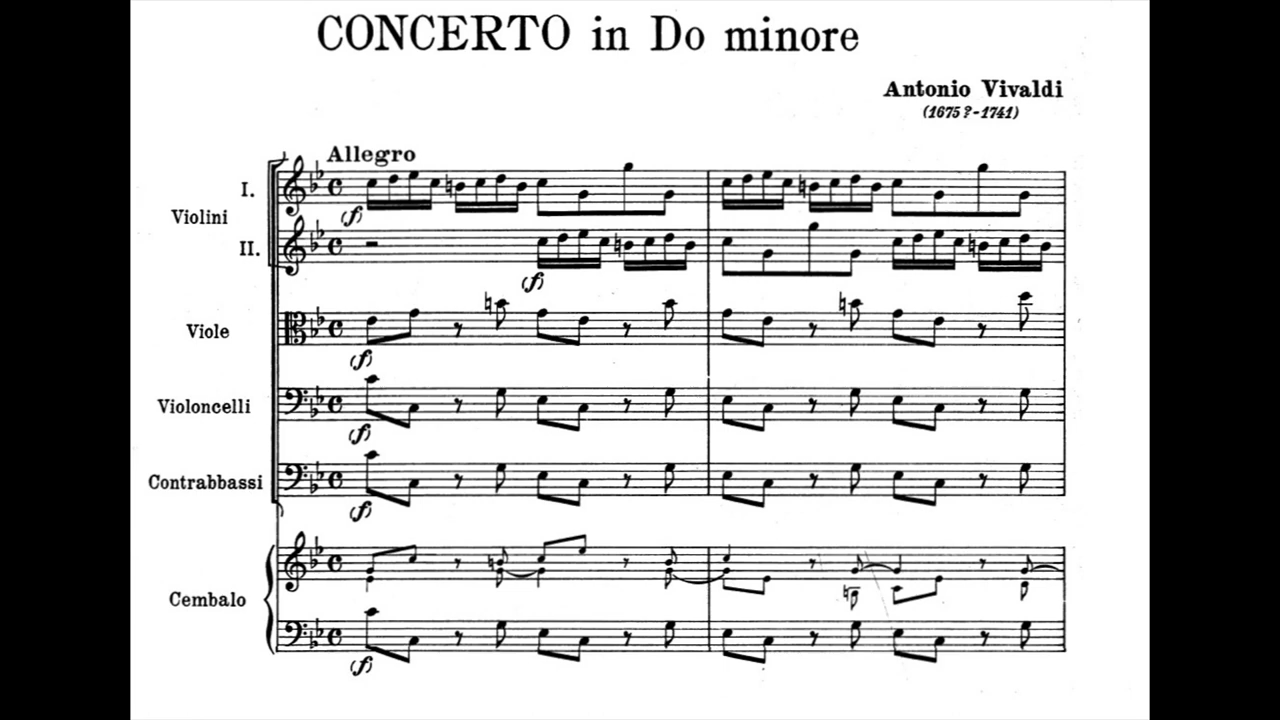 CONCERTO in Do minore
Antonio Vivaldi
(1675?-1741)
Allegro
I.
Violini
(f)
II.
(f)
Viole
(f)
Violoncelli
(f)
Contrabbassi
(f)
Cembalo
(f)